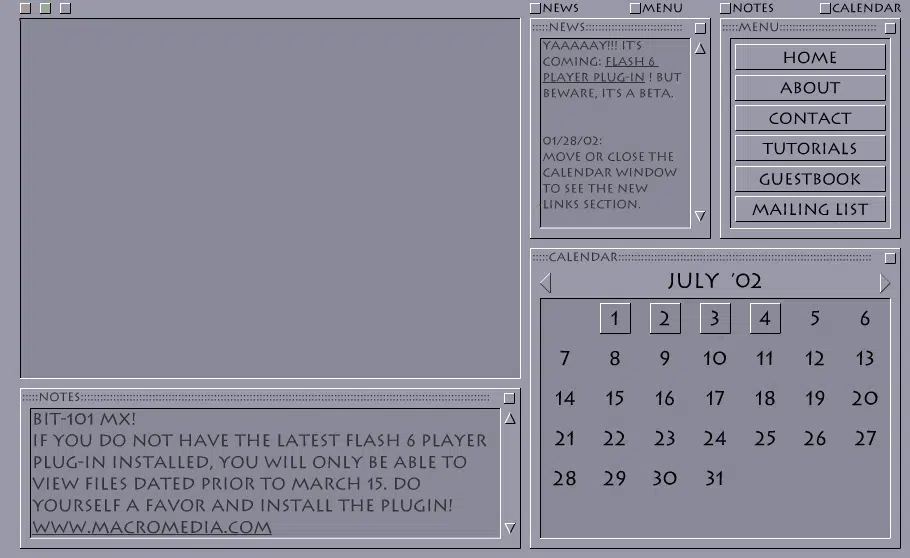 NEWS
MENU
NOTES
CALENDAR
NEWS
YAAAAAY!!! IT'S
COMING: FLASH 6
PLAYER PLUG-IN ! BUT
BEWARE, IT'S A BETA.
01/28/02:
MOVE OR CLOSE THE
CALENDAR WINDOW
TO SEE THE NEW
LINKS SECTION.
MENU
HOME
ABOUT
CONTACT
TUTORIALS
GUESTBOOK
MAILING LIST
CALENDAR
JULY '02
1 2 3 4 5 6
7 8 9 10 11 12 13
14 15 16 17 18 19 20
21 22 23 24 25 26 27
28 29 30 31
NOTES
BIT-101 MX!
IF YOU DO NOT HAVE THE LATEST FLASH 6 PLAYER
PLUG-IN INSTALLED, YOU WILL ONLY BE ABLE TO
VIEW FILES DATED PRIOR TO MARCH 15. DO
YOURSELF A FAVOR AND INSTALL THE PLUGIN!
WWW.MACROMEDIA.COM